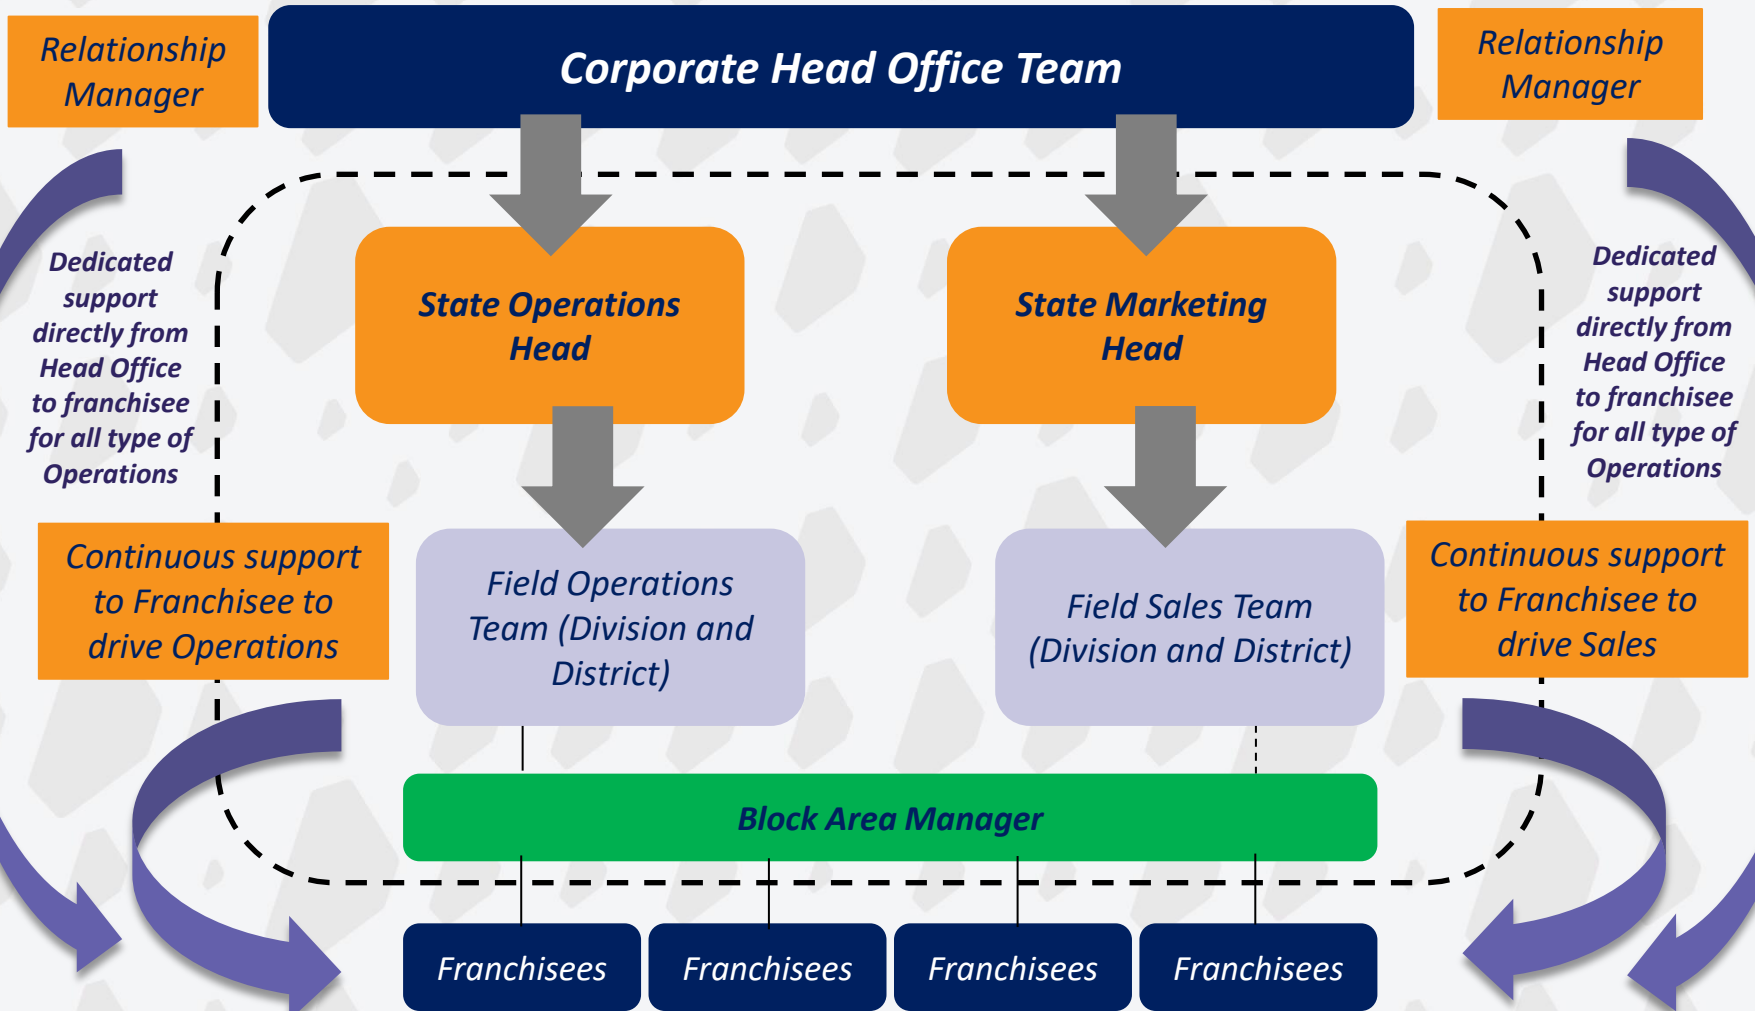 Relationship
Manager
Corporate Head Office Team
Relationship
Manager
Dedicated
support
directly from
Head Office
to franchisee
for all type of
Operations
State Operations
Head
State Marketing
Head
Dedicated
support
directly from
Head Office
to franchisee
for all type of
Operations
Continuous support
to Franchisee to
drive Operations
Field Operations
Team (Division and
District)
Field Sales Team
(Division and District)
Continuous support
to Franchisee to
drive Sales
Block Area Manager
Franchisees
Franchisees
Franchisees
Franchisees